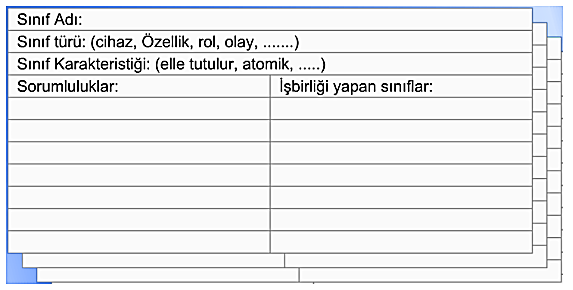 Sınıf Adı:
Sınıf türü: (cihaz, Özellik, rol, olay, .......)
Sınıf Karakteristiği: (elle tutulur, atomik, .....)
Sorumluluklar: İşbirliği yapan sınıflar: